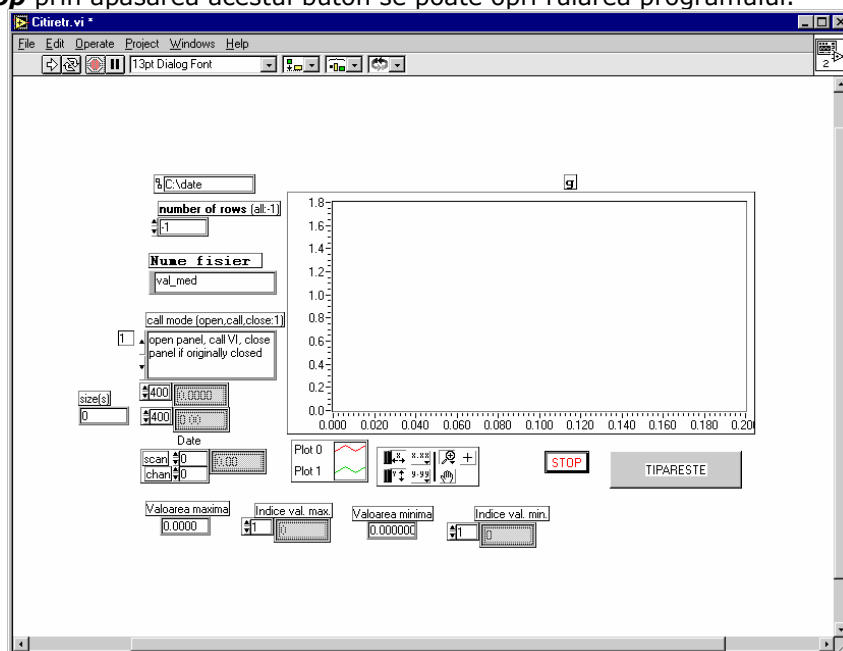 op prin apăsarea acestui buton se poate opri rularea programului.
Citiretr.vi *
File Edit Operate Project Windows Help
13pt Dialog Font
2
C:\date
g
number of rows (all:-1)
-1
Nume fisier
val_med
call mode (open,call,close:1)
1
open panel, call VI, close
panel if originally closed
400 0.0000
size(s)
0
400 0.00
Date
scan 0 0.00
chan 0
1.8
1.6
1.4
1.2
1.0
0.8
0.6
0.4
0.2
0.0
0.000 0.020 0.040 0.060 0.080 0.100 0.120 0.140 0.160 0.180 0.20
Plot 0
Plot 1
x.xx
y.yy
STOP
TIPARESTE
Valoarea maxima Indice val. max. Valoarea minima Indice val. min.
0.0000 1 0 0.000000 1 0